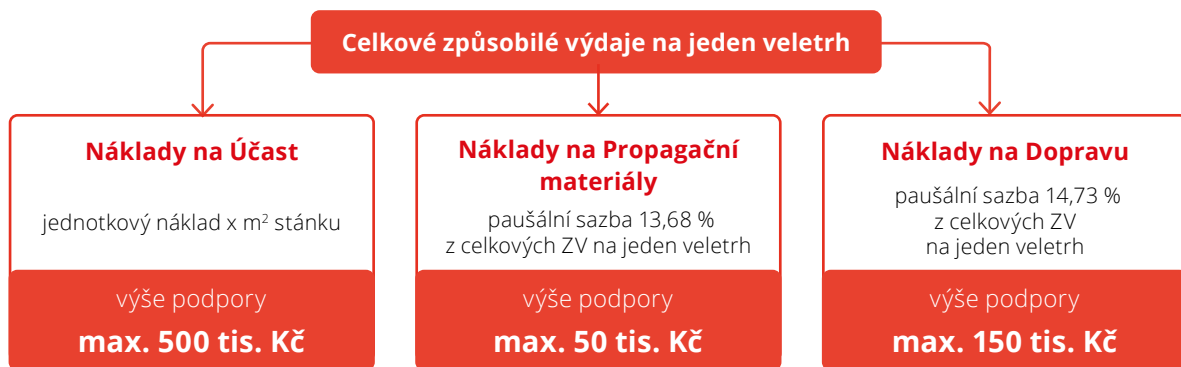 Celkové způsobilé výdaje na jeden veletrh
Náklady na Účast
jednotkový náklad x m² stánku
výše podpory
max. 500 tis. Kč
Náklady na Propagační
materiály
paušální sazba 13,68 %
z celkových ZV na jeden veletrh
výše podpory
max. 50 tis. Kč
Náklady na Dopravu
paušální sazba 14,73 %
z celkových ZV
na jeden veletrh
výše podpory
max. 150 tis. Kč